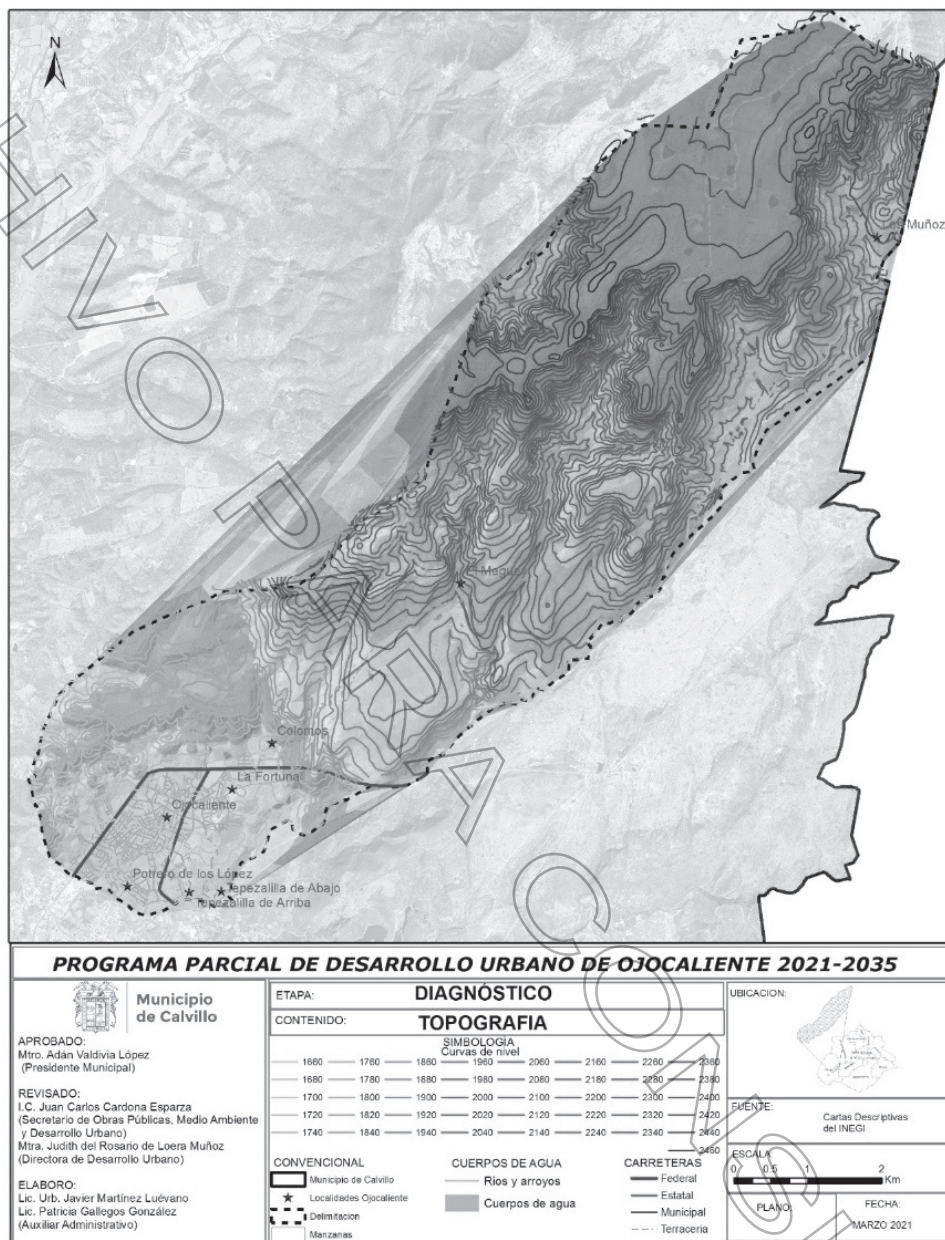 N
Los Muñoz
El Maguey
Colomos
La Fortuna
Ojocaliente
Potrero de los López
Tepezalilla de Abajo
Tepezalilla de Arriba
HIVO PARA CONS
PROGRAMA PARCIAL DE DESARROLLO URBANO DE OJOCALIENTE 2021-2035
Municipio
de Calvillo
APROBADO:
Mtro. Adán Valdivia López
(Presidente Municipal)
REVISADO:
I.C. Juan Carlos Cardona Esparza
(Secretario de Obras Públicas, Medio Ambiente
y Desarrollo Urbano)
Mtra. Judith del Rosario de Loera Muñoz
(Directora de Desarrollo Urbano)
ELABORO:
Lic. Urb. Javier Martínez Luévano
Lic. Patricia Gallegos González
(Auxiliar Administrativo)
ETAPA: DIAGNÓSTICO
CONTENIDO: TOPOGRAFIA
SIMBOLOGÍA
Curvas de nivel
1660 1760 1860 1960 2060 2160 2260 2360
1680 1780 1880 1980 2080 2180 2280 2380
1700 1800 1900 2000 2100 2200 2300 2400
1720 1820 1920 2020 2120 2220 2320 2420
1740 1840 1940 2040 2140 2240 2340 2440
2460
CONVENCIONAL
Municipio de Calvillo
Localidades Ojocaliente
Delimitacion
Manzanas
CUERPOS DE AGUA
Rios y arroyos
Cuerpos de agua
CARRETERAS
Federal
Estatal
Municipal
Terraceria
UBICACION:
FUENTE:
Cartas Descriptivas
del INEGI
ESCALA:
0 0.5 1 2
Km
PLANO:
FECHA:
MARZO 2021